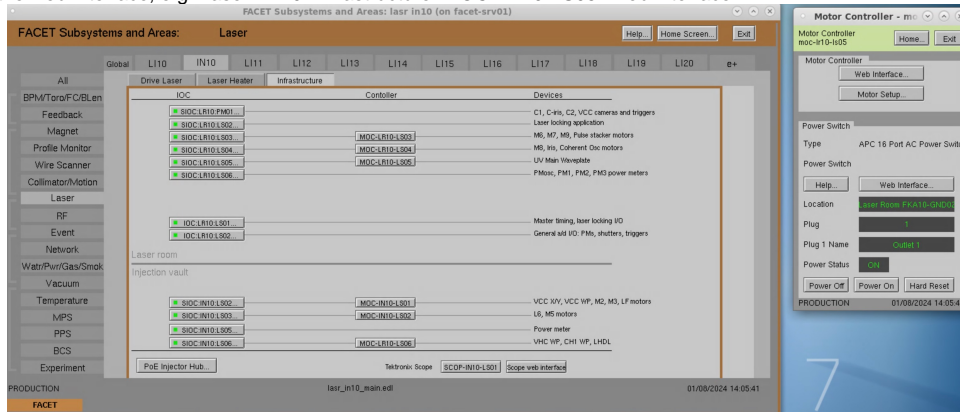 FACET Subsystems and Areas: lasr in10 (on facet-srv01)
FACET Subsystems and Areas: Laser
Help... Home Screen... Exit
Global LI10 IN10 LI11 LI12 LI13 LI14 LI15 LI16 LI17 LI18 LI19 LI20 e+
Drive Laser Laser Heater Infrastructure
All
BPM/Toro/FC/BLen
Feedback
Magnet
Profile Monitor
Wire Scanner
Collimator/Motion
Laser
RF
Event
Network
Watr/Pwr/Gas/Smok
Vacuum
Temperature
MPS
PPS
BCS
Experiment
IOC Contoller Devices
SIOC:LR10:PM01... C1, C-iris, C2, VCC cameras and triggers
SIOC:LR10:LS02... Laser locking application
SIOC:LR10:LS03... MOC-LR10-LS03 M6, M7, M9, Pulse stacker motors
SIOC:LR10:LS04... MOC-LR10-LS04 M8, Iris, Coherent Osc motors
SIOC:LR10:LS05... MOC-LR10-LS05 UV Main Waveplate
SIOC:LR10:LS06... PMosc, PM1, PM2, PM3 power meters
IOC:LR10:LS01... Master timing, laser locking I/O
IOC:LR10:LS02... General a/d I/O: PMs, shutters, triggers
Laser room
Injection vault
SIOC:IN10:LS02... MOC-IN10-LS01 VCC X/Y, VCC WP, M2, M3, LF motors
SIOC:IN10:LS03... MOC-IN10-LS02 L6, M5 motors
SIOC:IN10:LS05... Power meter
SIOC:IN10:LS06... MOC-LR10-LS06 VHC WP, CH1 WP, LHDL
PoE Injector Hub... Tektronix Scope SCOP-IN10-LS01 Scope web interface
PRODUCTION lasr_in10_main.edl 01/08/2024 14:05:41
FACET
Motor Controller - mc
Motor Controller
moc-lr10-ls05
Home... Exit
Motor Controller
Web Interface...
Motor Setup...
Power Switch
Type APC 16 Port AC Power Switc
Power Switch
Help... Web Interface...
Location Laser Room FKA18-GND02
Plug 1
Plug 1 Name Outlet 1
Power Status ON
Power Off Power On Hard Reset
PRODUCTION 01/08/2024 14:05:4
7